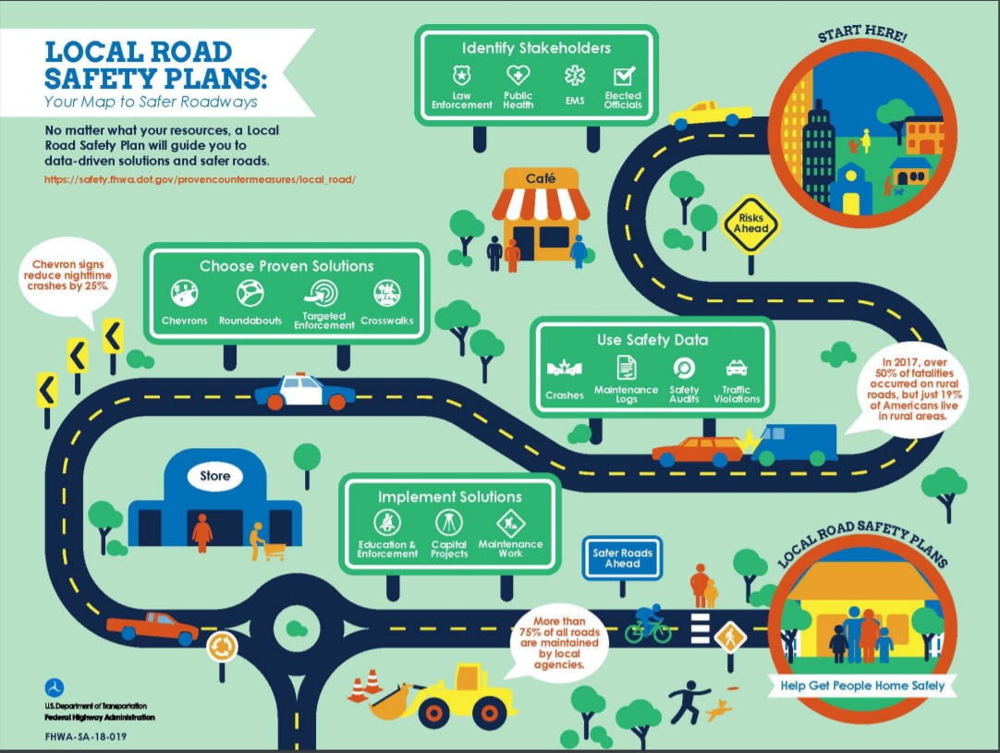 LOCAL ROAD
SAFETY PLANS:
Your Map to Safer Roadways
No matter what your resources, a Local
Road Safety Plan will guide you to
data-driven solutions and safer roads.
https://safety.fhwa.dot.gov/provencountermeasures/local_road/
START HERE!
Identify Stakeholders
Law
Enforcement
Public
Health
EMS
Elected
Officials
Café
Risks
Ahead
Use Safety Data
Crashes
Maintenance
Logs
Safety
Audits
Traffic
Violations
In 2017, over
50% of fatalities
occurred on rural
roads, but just 19%
of Americans live
in rural areas.
Choose Proven Solutions
Chevrons
Roundabouts
Targeted
Enforcement
Crosswalks
Chevron signs
reduce nighttime
crashes by 25%.
Store
Implement Solutions
Education &
Enforcement
Capital
Projects
Maintenance
Work
Safer Roads
Ahead
More than
75% of all roads
are maintained
by local
agencies.
LOCAL ROAD SAFETY PLANS
Help Get People Home Safely
U.S. Department of Transportation
Federal Highway Administration
FHWA-SA-18-019